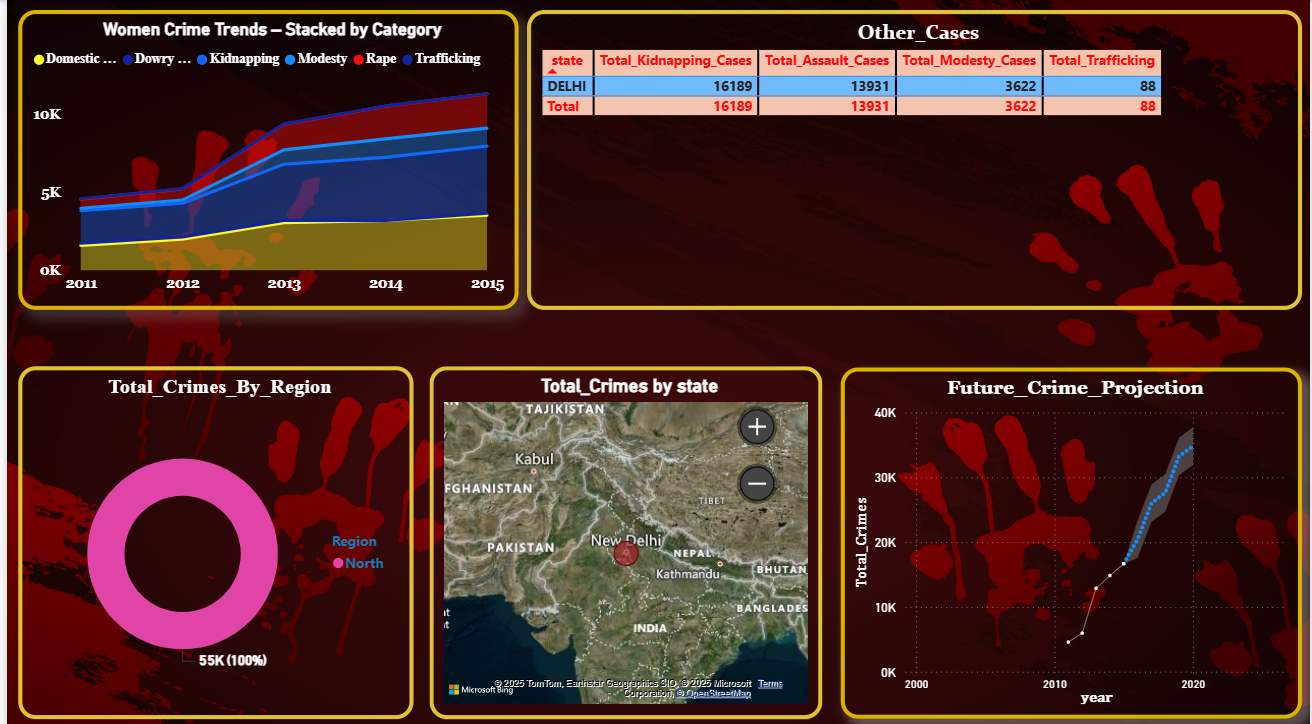 Women Crime Trends – Stacked by Category
Domestic ... Dowry ... Kidnapping Modesty Rape Trafficking
10K
5K
0K
2011 2012 2013 2014 2015
Other_Cases
state Total_Kidnapping_Cases Total_Assault_Cases Total_Modesty_Cases Total_Trafficking
DELHI 16189 13931 3622 88
Total 16189 13931 3622 88
Total_Crimes_By_Region
Region
North
55K (100%)
Total_Crimes by state
TAJIKISTAN
Kabul
FGHANISTAN
TIBET
PAKISTAN
New Delhi
NEPAL
Kathmandu
BHUTAN
BANGLADES
INDIA
Microsoft Bing
© 2025 TomTom, Earthstar Geographics SIO, © 2025 Microsoft Corporation, © OpenStreetMap Terms
Future_Crime_Projection
40K
30K
20K
10K
0K
Total_Crimes
2000 2010 2020
year